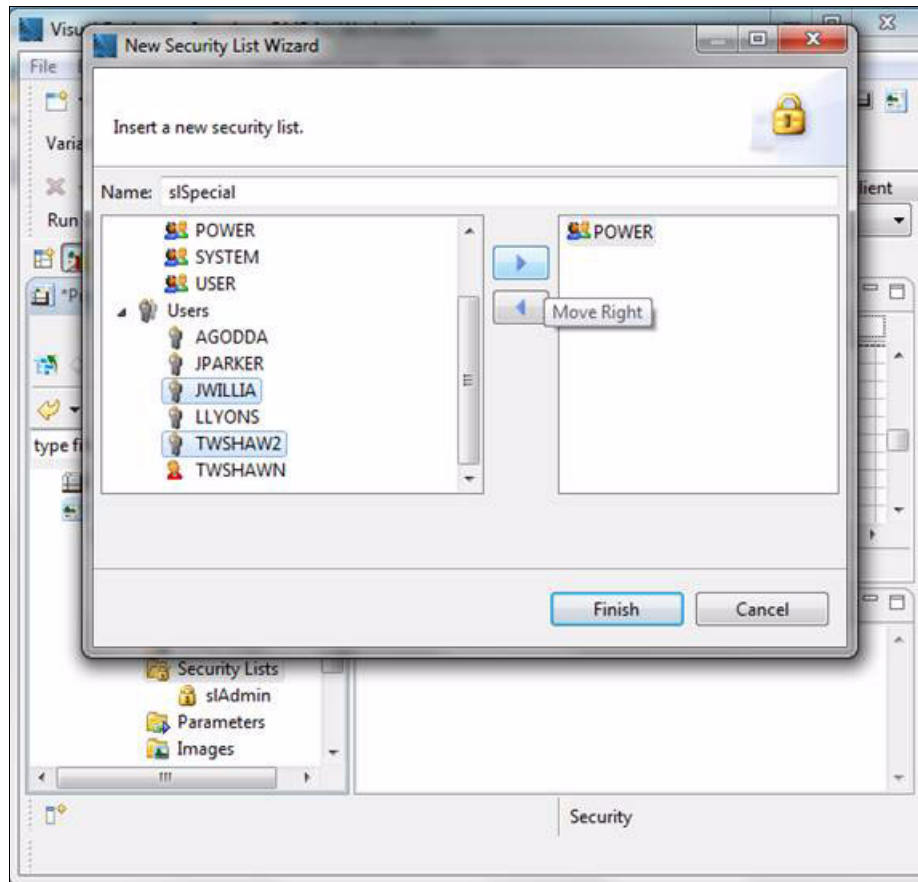 Visu
New Security List Wizard
File
Insert a new security list.
Varia
Name: slSpecial
lient
Run
POWER
SYSTEM
USER
Users
AGODDA
JPARKER
JWILLIA
LLYONS
TWSHAW2
TWSHAWN
POWER
Move Right
type fi
Finish
Cancel
Security Lists
slAdmin
Parameters
Images
Security